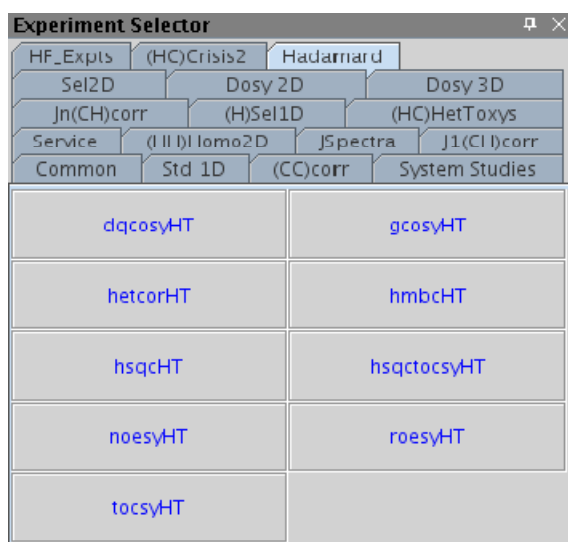 Experiment Selector
HF_Expts (HC)Crisis2 Hadamard
Sel2D Dosy 2D Dosy 3D
Jn(CH)corr (H)Sel1D (HC)HetToxys
Service (HH)Homo2D JSpectra J1(CH)corr
Common Std 1D (CC)corr System Studies
dqcosyHT gcosyHT
hetcorHT hmbcHT
hsqcHT hsqctocsyHT
noesyHT roesyHT
tocsyHT